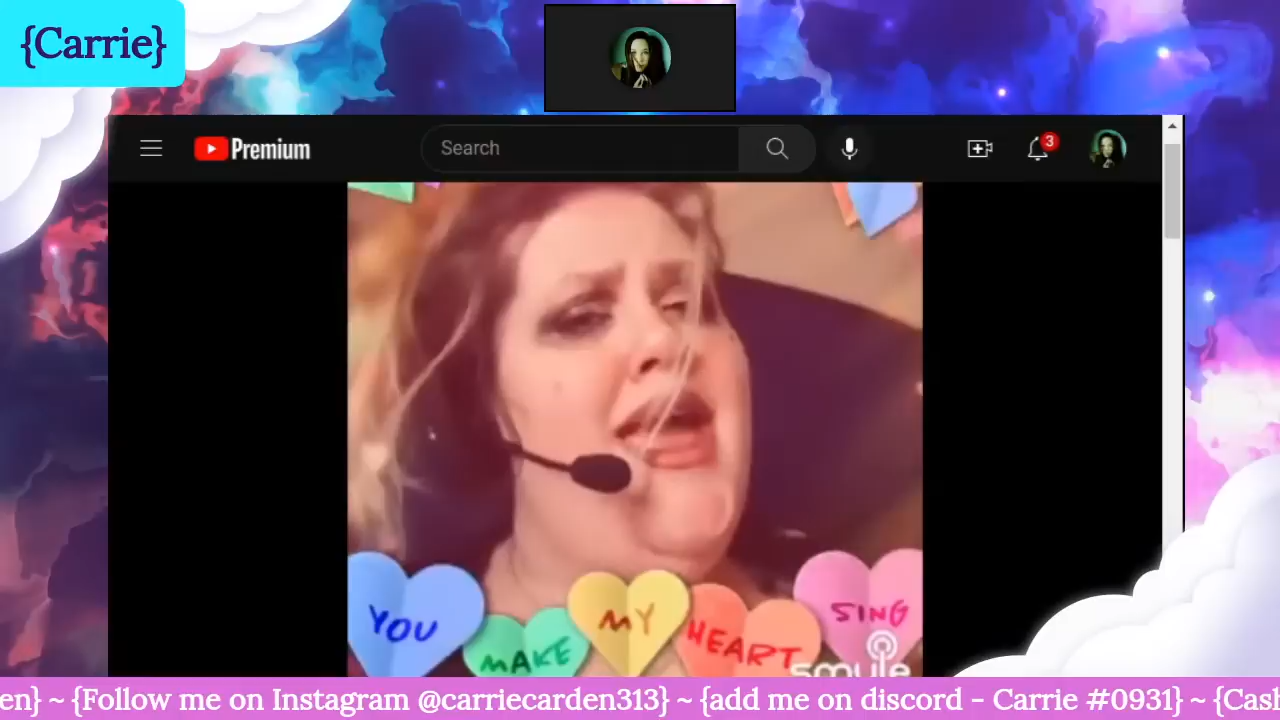 {Carrie}
Premium
Search
3
YOU MAKE MY HEART SING
smule
en} ~ {Follow me on Instagram @carriecarden313} ~ {add me on discord - Carrie #0931} ~ {Cash